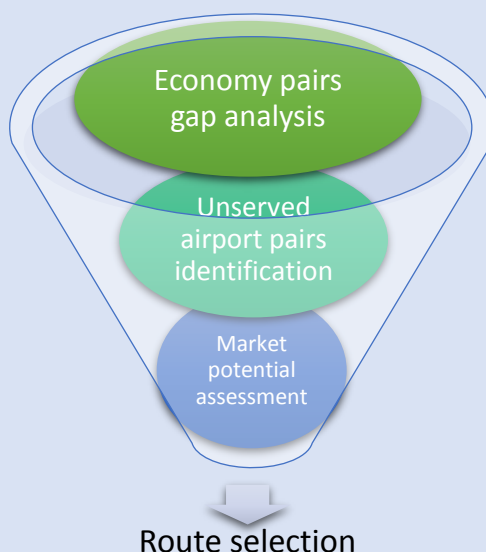 Economy pairs
gap analysis
Unserved
airport pairs
identification
Market
potential
assessment
Route selection